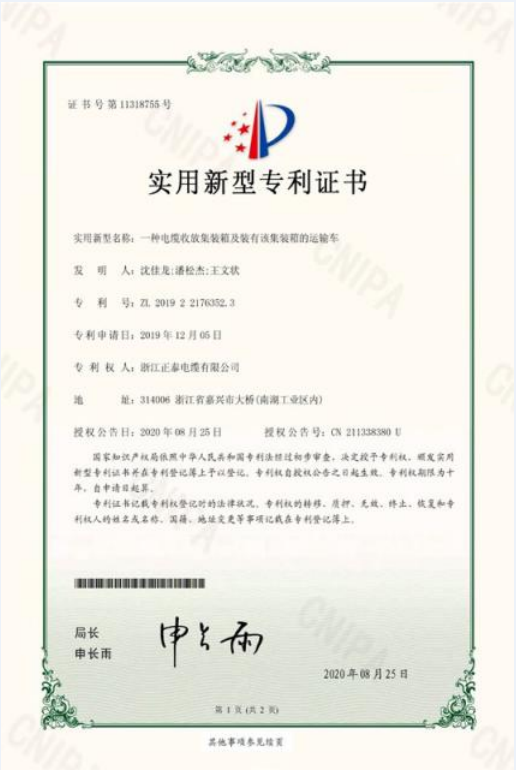 证书号第11318755号
实用新型专利证书
实用新型名称：一种电缆收放集装箱及装有该集装箱的运输车
发 明 人：沈佳龙;潘松杰;王文状
专 利 号：ZL 2019 2 2176352.3
专利申请日：2019年12月05日
专 利 权 人：浙江正泰电缆有限公司
地 址：314006 浙江省嘉兴市大桥(南湖工业区内)
授权公告日：2020年08月25日 授权公告号：CN 211338380 U
国家知识产权局依照中华人民共和国专利法经过初步审查，决定授予专利权，颁发实用
新型专利证书并在专利登记簿上予以登记。专利权自授权公告之日起生效。专利权期限为十
年，自申请日起算。
专利证书记载专利权登记时的法律状况。专利权的转移、质押、无效、终止、恢复和专
利权人的姓名或名称、国籍、地址变更等事项记载在专利登记簿上。
局长
申长雨
申长雨
2020年08月25日
第 1 页 (共 2 页)
其他事项参见续页
CNIPA
CNIPA
CNIPA
CNIPA